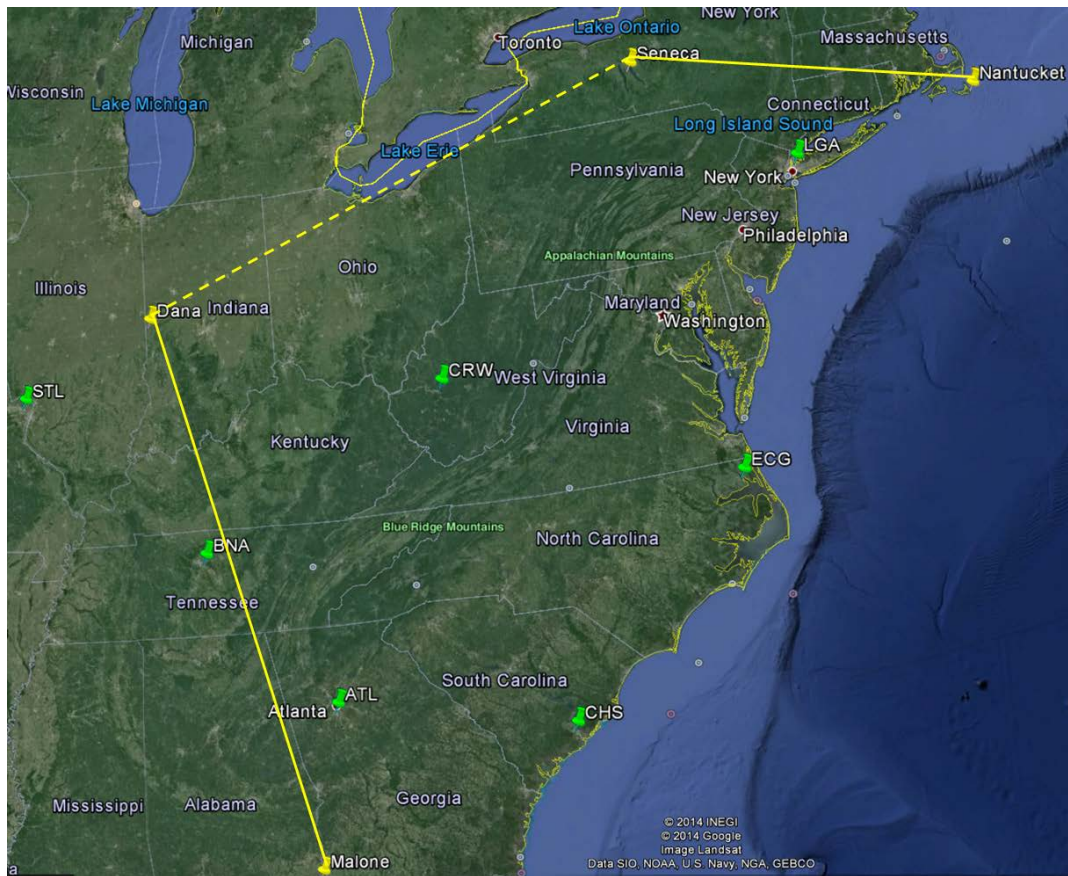 New York
Lake Ontario
Michigan
Toronto
Massachusetts
Seneca
Nantucket
Wisconsin
Lake Michigan
Connecticut
Long Island Sound
Lake Erie
LGA
Pennsylvania
New York
New Jersey
Philadelphia
Appalachian Mountains
Ohio
Illinois
Maryland
Dana
Indiana
Washington
CRW
West Virginia
STL
Virginia
Kentucky
ECG
Blue Ridge Mountains
North Carolina
BNA
Tennessee
South Carolina
ATL
Atlanta
CHS
Georgia
Mississippi
Alabama
© 2014 INEGI
© 2014 Google
Image Landsat
Data SIO, NOAA, U.S. Navy, NGA, GEBCO
Malone
a